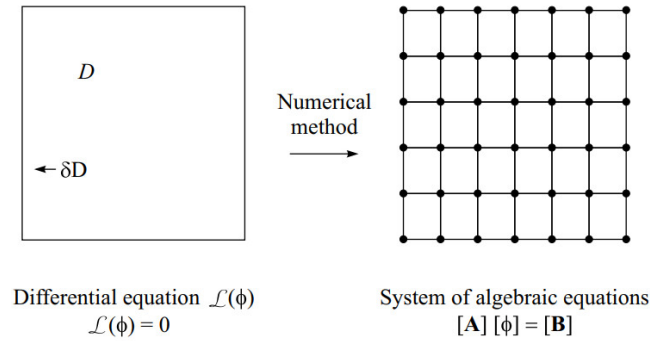 D
δD
Numerical
method
Differential equation ℒ(ϕ)
ℒ(ϕ) = 0
System of algebraic equations
[A] [ϕ] = [B]